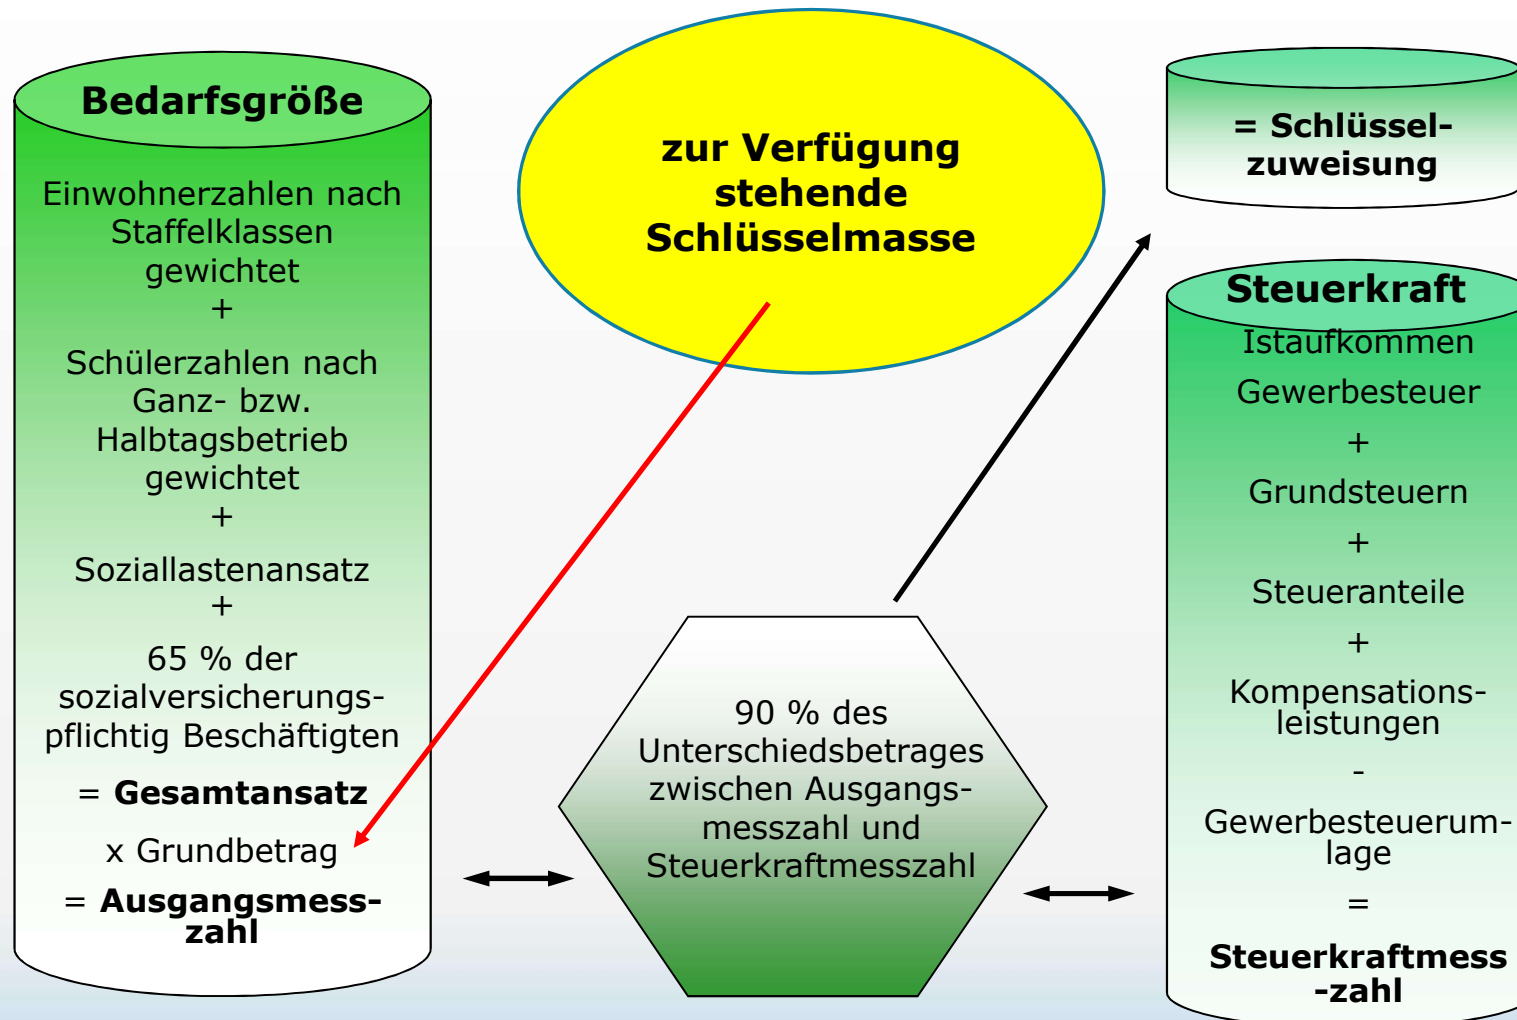 Bedarfsgröße
Einwohnerzahlen nach
Staffelklassen
gewichtet
+
Schülerzahlen nach
Ganz- bzw.
Halbtagsbetrieb
gewichtet
+
Soziallastenansatz
+
65 % der
sozialversicherungs-
pflichtig Beschäftigten
= Gesamtansatz
x Grundbetrag
= Ausgangsmess-
zahl
zur Verfügung
stehende
Schlüsselmasse
90 % des
Unterschiedsbetrages
zwischen Ausgangs-
messzahl und
Steuerkraftmesszahl
= Schlüssel-
zuweisung
Steuerkraft
Istaufkommen
Gewerbesteuer
+
Grundsteuern
+
Steueranteile
+
Kompensations-
leistungen
-
Gewerbesteuerum-
lage
=
Steuerkraftmess
-zahl